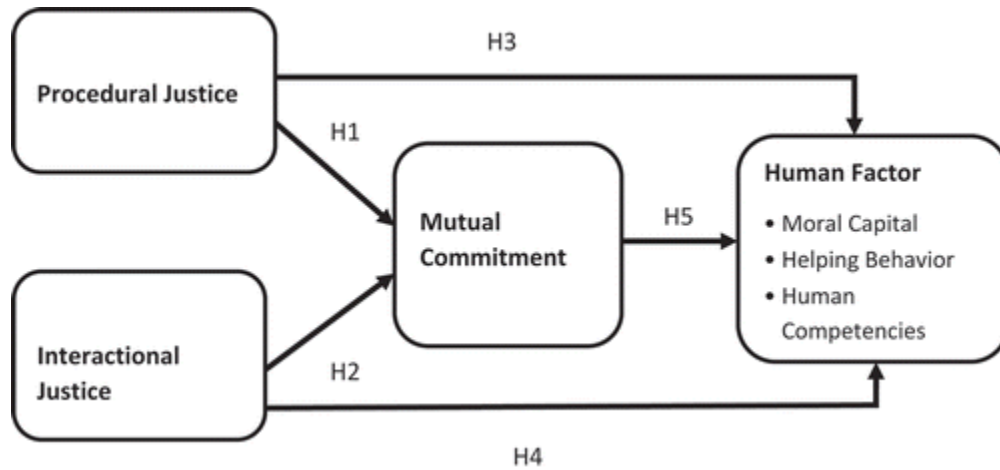 H3
Procedural Justice
H1
Human Factor
Mutual
Commitment
H5
• Moral Capital
• Helping Behavior
• Human
Competencies
Interactional
Justice
H2
H4